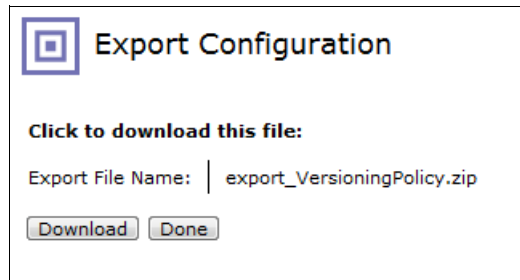 Export Configuration
Click to download this file:
Export File Name: export_VersioningPolicy.zip
Download Done